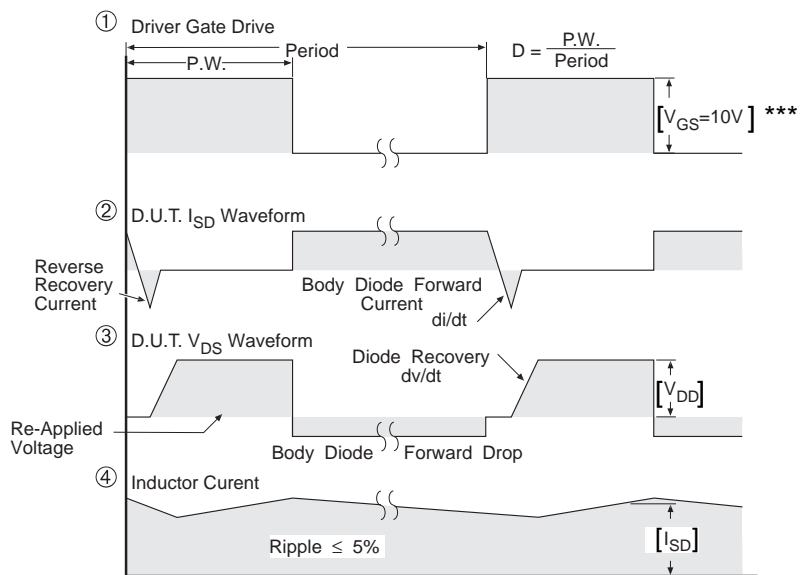 ① Driver Gate Drive
Period
P.W.
D = P.W. / Period
[VGS=10V] ***
② D.U.T. ISD Waveform
Reverse
Recovery
Current
Body Diode Forward
Current
di/dt
③ D.U.T. VDS Waveform
Diode Recovery
dv/dt
[VDD]
Re-Applied
Voltage
Body Diode Forward Drop
④ Inductor Curent
Ripple ≤ 5%
[ISD]